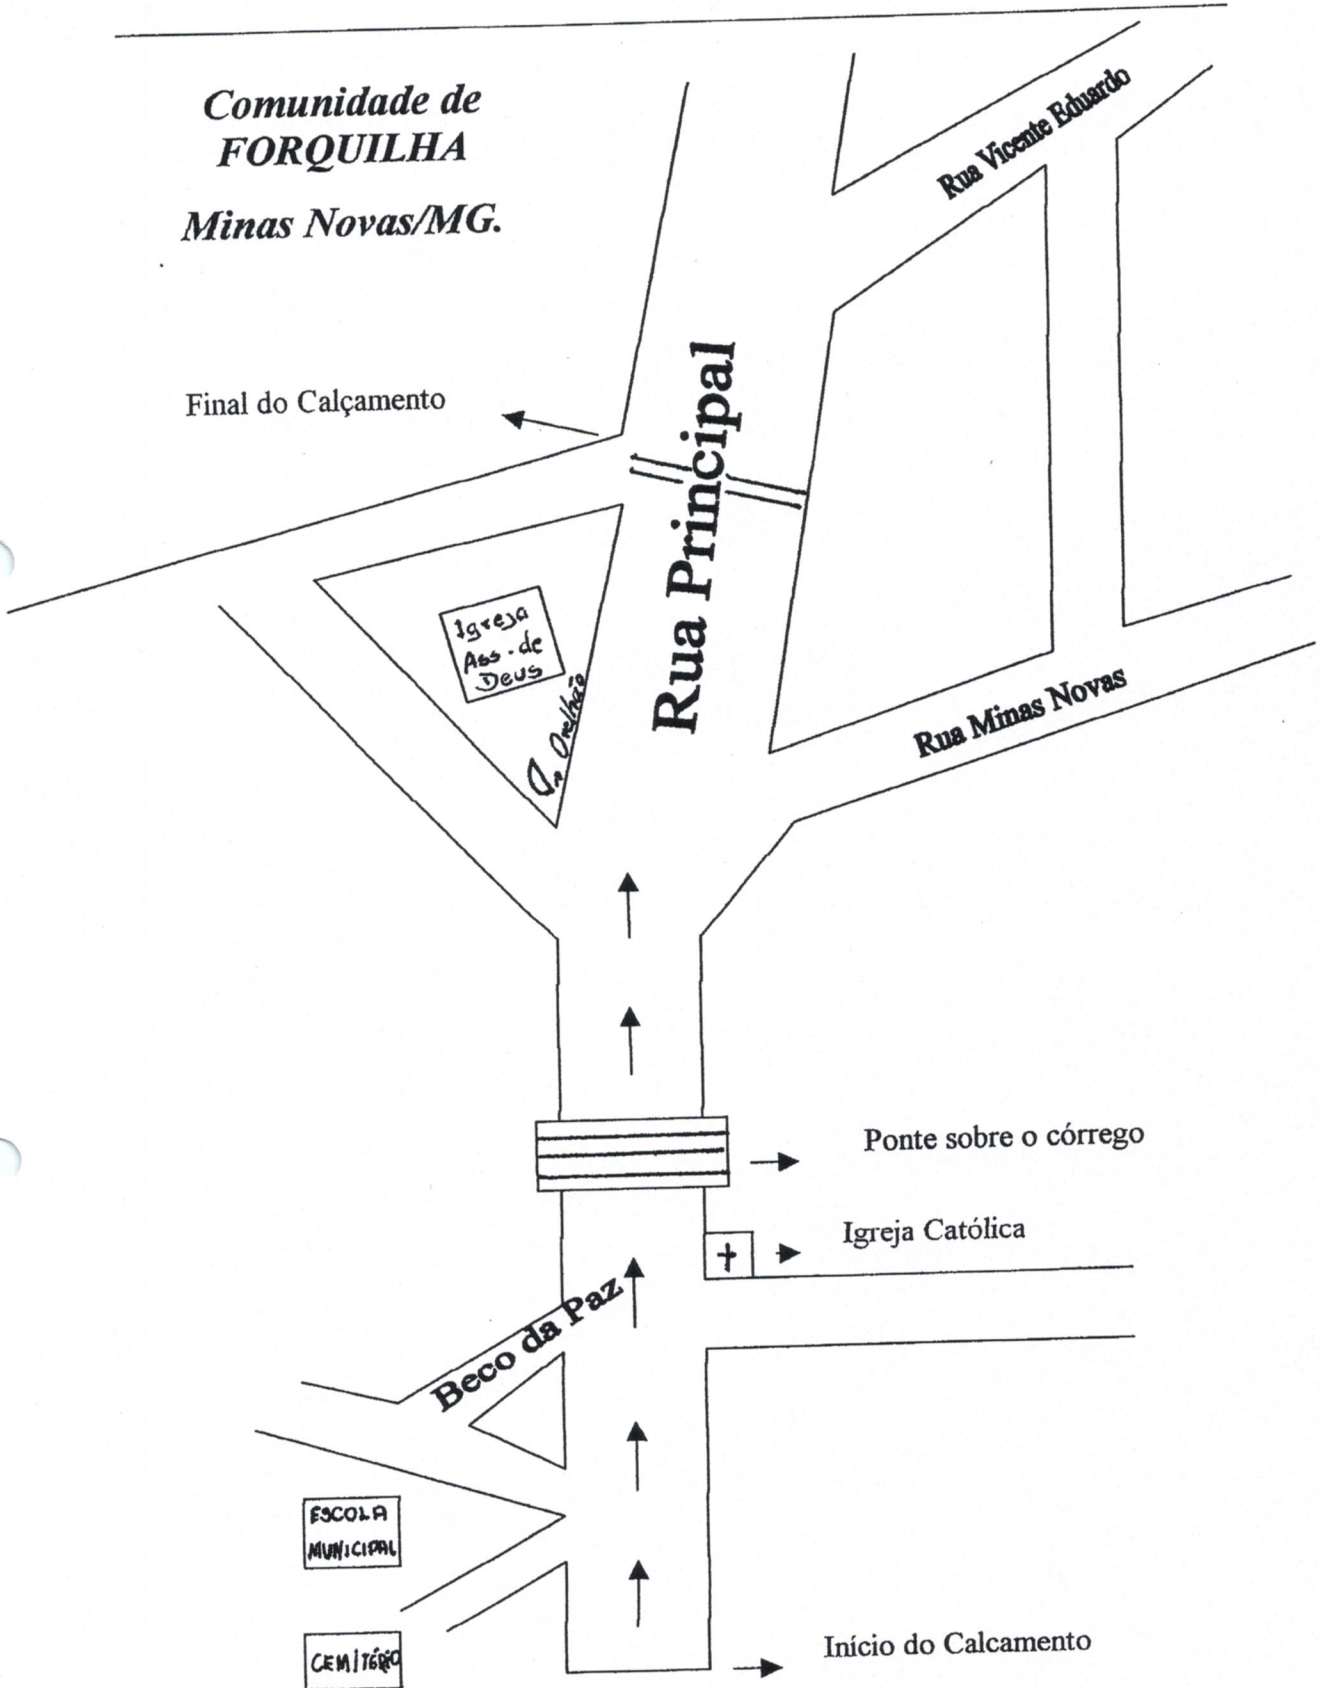 Comunidade de
FORQUILHA
Minas Novas/MG.
Rua Vicente Eduardo
Final do Calçamento
Rua Principal
Igreja
Ass. de
Deus
Orelhão
Rua Minas Novas
Ponte sobre o córrego
Igreja Católica
Beco da Paz
ESCOLA
MUNICIPAL
CEMITÉRIO
Início do Calcamento